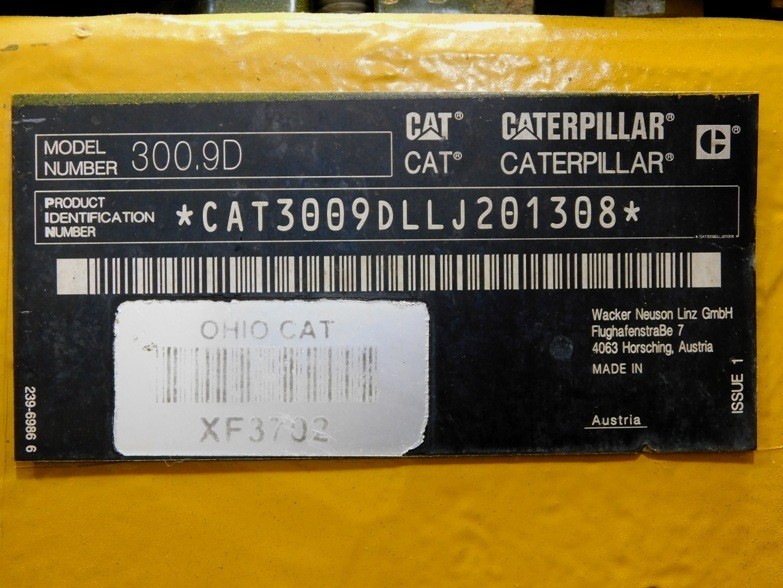 MODEL NUMBER 300.9D
CAT® CATERPILLAR®
CAT® CATERPILLAR®
PRODUCT IDENTIFICATION NUMBER *CAT3009DLLJ201308*
OHIO CAT
XF3702
Wacker Neuson Linz GmbH
Flughafenstraße 7
4063 Horsching, Austria
MADE IN
Austria
ISSUE 1
239-6986 6